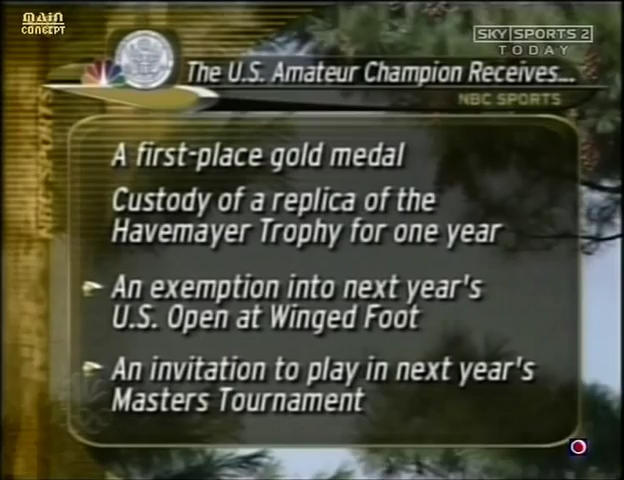 MAIN
CONCEPT
SKY SPORTS 2
TODAY
The U.S. Amateur Champion Receives...
NBC SPORTS
NBC SPORTS
A first-place gold medal
Custody of a replica of the
Havemayer Trophy for one year
An exemption into next year's
U.S. Open at Winged Foot
An invitation to play in next year's
Masters Tournament